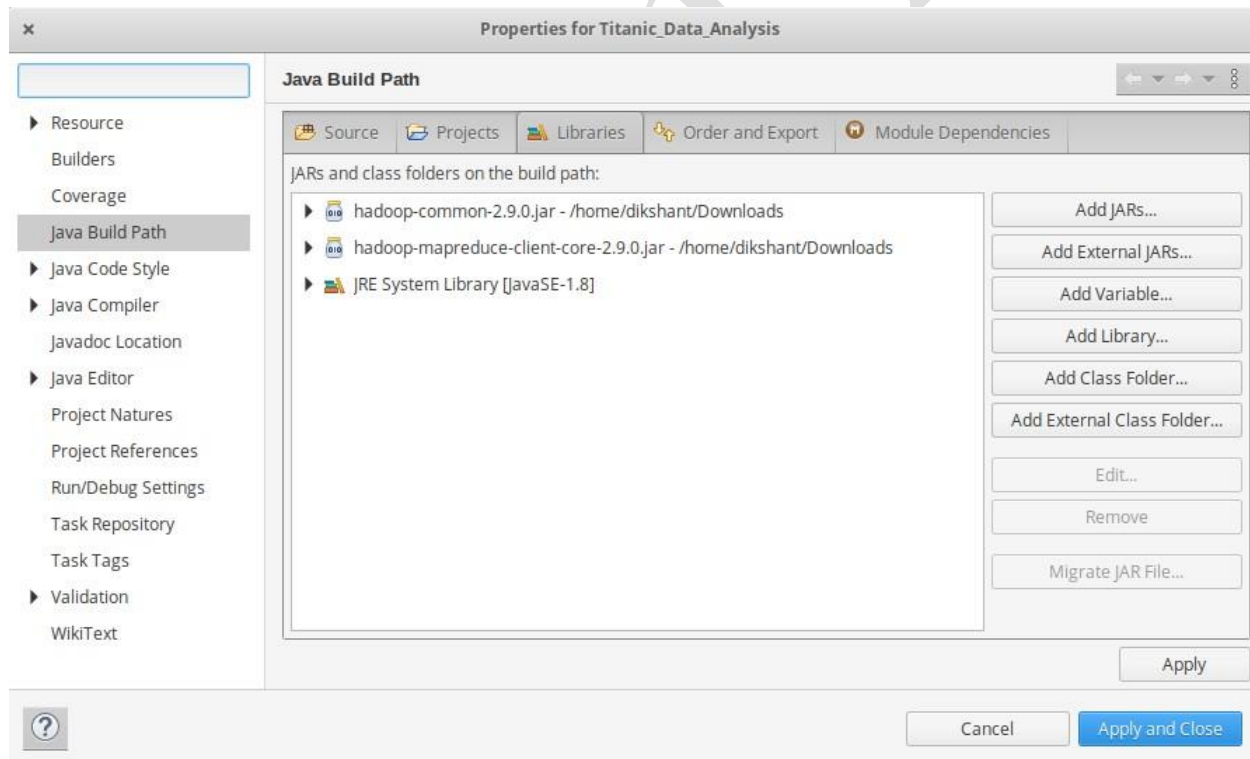 Properties for Titanic_Data_Analysis
Resource
Builders
Coverage
Java Build Path
Java Code Style
Java Compiler
Javadoc Location
Java Editor
Project Natures
Project References
Run/Debug Settings
Task Repository
Task Tags
Validation
WikiText
Java Build Path
Source Projects Libraries Order and Export Module Dependencies
JARs and class folders on the build path:
hadoop-common-2.9.0.jar - /home/dikshant/Downloads
hadoop-mapreduce-client-core-2.9.0.jar - /home/dikshant/Downloads
JRE System Library [JavaSE-1.8]
Add JARs...
Add External JARs...
Add Variable...
Add Library...
Add Class Folder...
Add External Class Folder...
Edit...
Remove
Migrate JAR File...
Apply
?
Cancel
Apply and Close